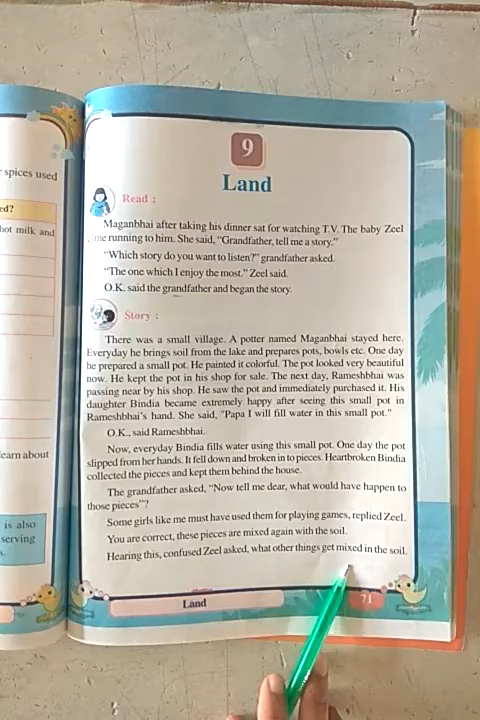 spices used
ed?
hot milk and
earn about
is also
serving
s.
9
Land
Read :
Maganbhai after taking his dinner sat for watching T.V. The baby Zeel
running to him. She said, “Grandfather, tell me a story.”
“Which story do you want to listen?” grandfather asked.
“The one which I enjoy the most.” Zeel said.
O.K. said the grandfather and began the story.
Story :
There was a small village. A potter named Maganbhai stayed here.
Everyday he brings soil from the lake and prepares pots, bowls etc. One day
he prepared a small pot. He painted it colorful. The pot looked very beautiful
now. He kept the pot in his shop for sale. The next day, Rameshbhai was
passing near by his shop. He saw the pot and immediately purchased it. His
daughter Bindia became extremely happy after seeing this small pot in
Rameshbhai's hand. She said, "Papa I will fill water in this small pot."
O.K., said Rameshbhai.
Now, everyday Bindia fills water using this small pot. One day the pot
slipped from her hands. It fell down and broken in to pieces. Heartbroken Bindia
collected the pieces and kept them behind the house.
The grandfather asked, “Now tell me dear, what would have happen to
those pieces”?
Some girls like me must have used them for playing games, replied Zeel.
You are correct, these pieces are mixed again with the soil.
Hearing this, confused Zeel asked, what other things get mixed in the soil.
Land
71